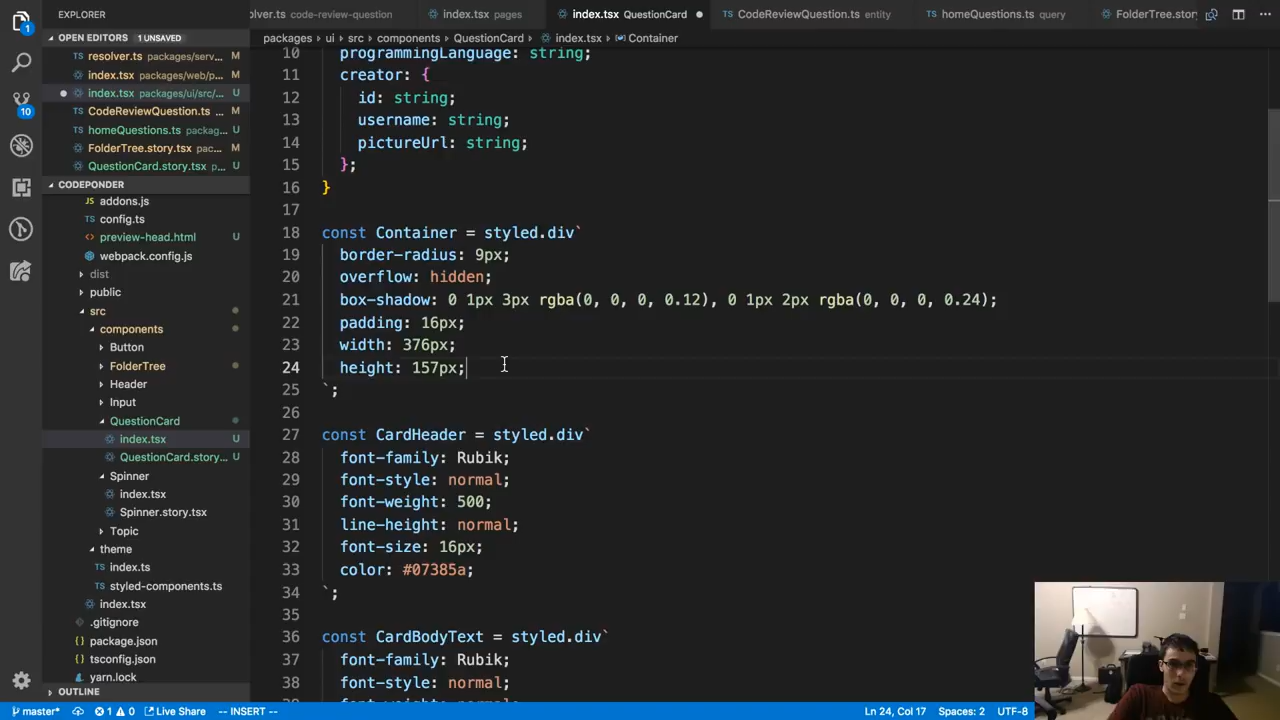 EXPLORER
OPEN EDITORS 1 UNSAVED
resolver.ts packages/serv... M
index.tsx packages/web/p... M
index.tsx packages/ui/src/... U
CodeReviewQuestion.ts ... M
homeQuestions.ts packag... U
FolderTree.story.tsx pac... M
QuestionCard.story.tsx p... U
CODEPONDER
addons.js
config.ts
preview-head.html U
webpack.config.js
dist
public
src
components
Button
FolderTree
Header
Input
QuestionCard
index.tsx U
QuestionCard.story... U
Spinner
index.tsx
Spinner.story.tsx
Topic
theme
index.ts
styled-components.ts
index.tsx
.gitignore
package.json
tsconfig.json
yarn.lock
OUTLINE
10
olver.ts code-review-question
index.tsx pages
index.tsx QuestionCard
CodeReviewQuestion.ts entity
homeQuestions.ts query
FolderTree.story
packages › ui › src › components › QuestionCard › index.tsx › Container
10 programmingLanguage: string;
11 creator: {
12 id: string;
13 username: string;
14 pictureUrl: string;
15 };
16 }
17
18 const Container = styled.div`
19 border-radius: 9px;
20 overflow: hidden;
21 box-shadow: 0 1px 3px rgba(0, 0, 0, 0.12), 0 1px 2px rgba(0, 0, 0, 0.24);
22 padding: 16px;
23 width: 376px;
24 height: 157px;
25 `;
26
27 const CardHeader = styled.div`
28 font-family: Rubik;
29 font-style: normal;
30 font-weight: 500;
31 line-height: normal;
32 font-size: 16px;
33 color: #07385a;
34 `;
35
36 const CardBodyText = styled.div`
37 font-family: Rubik;
38 font-style: normal;
master* 1 0 Live Share -- INSERT -- Ln 24, Col 17 Spaces: 2 UTF-8